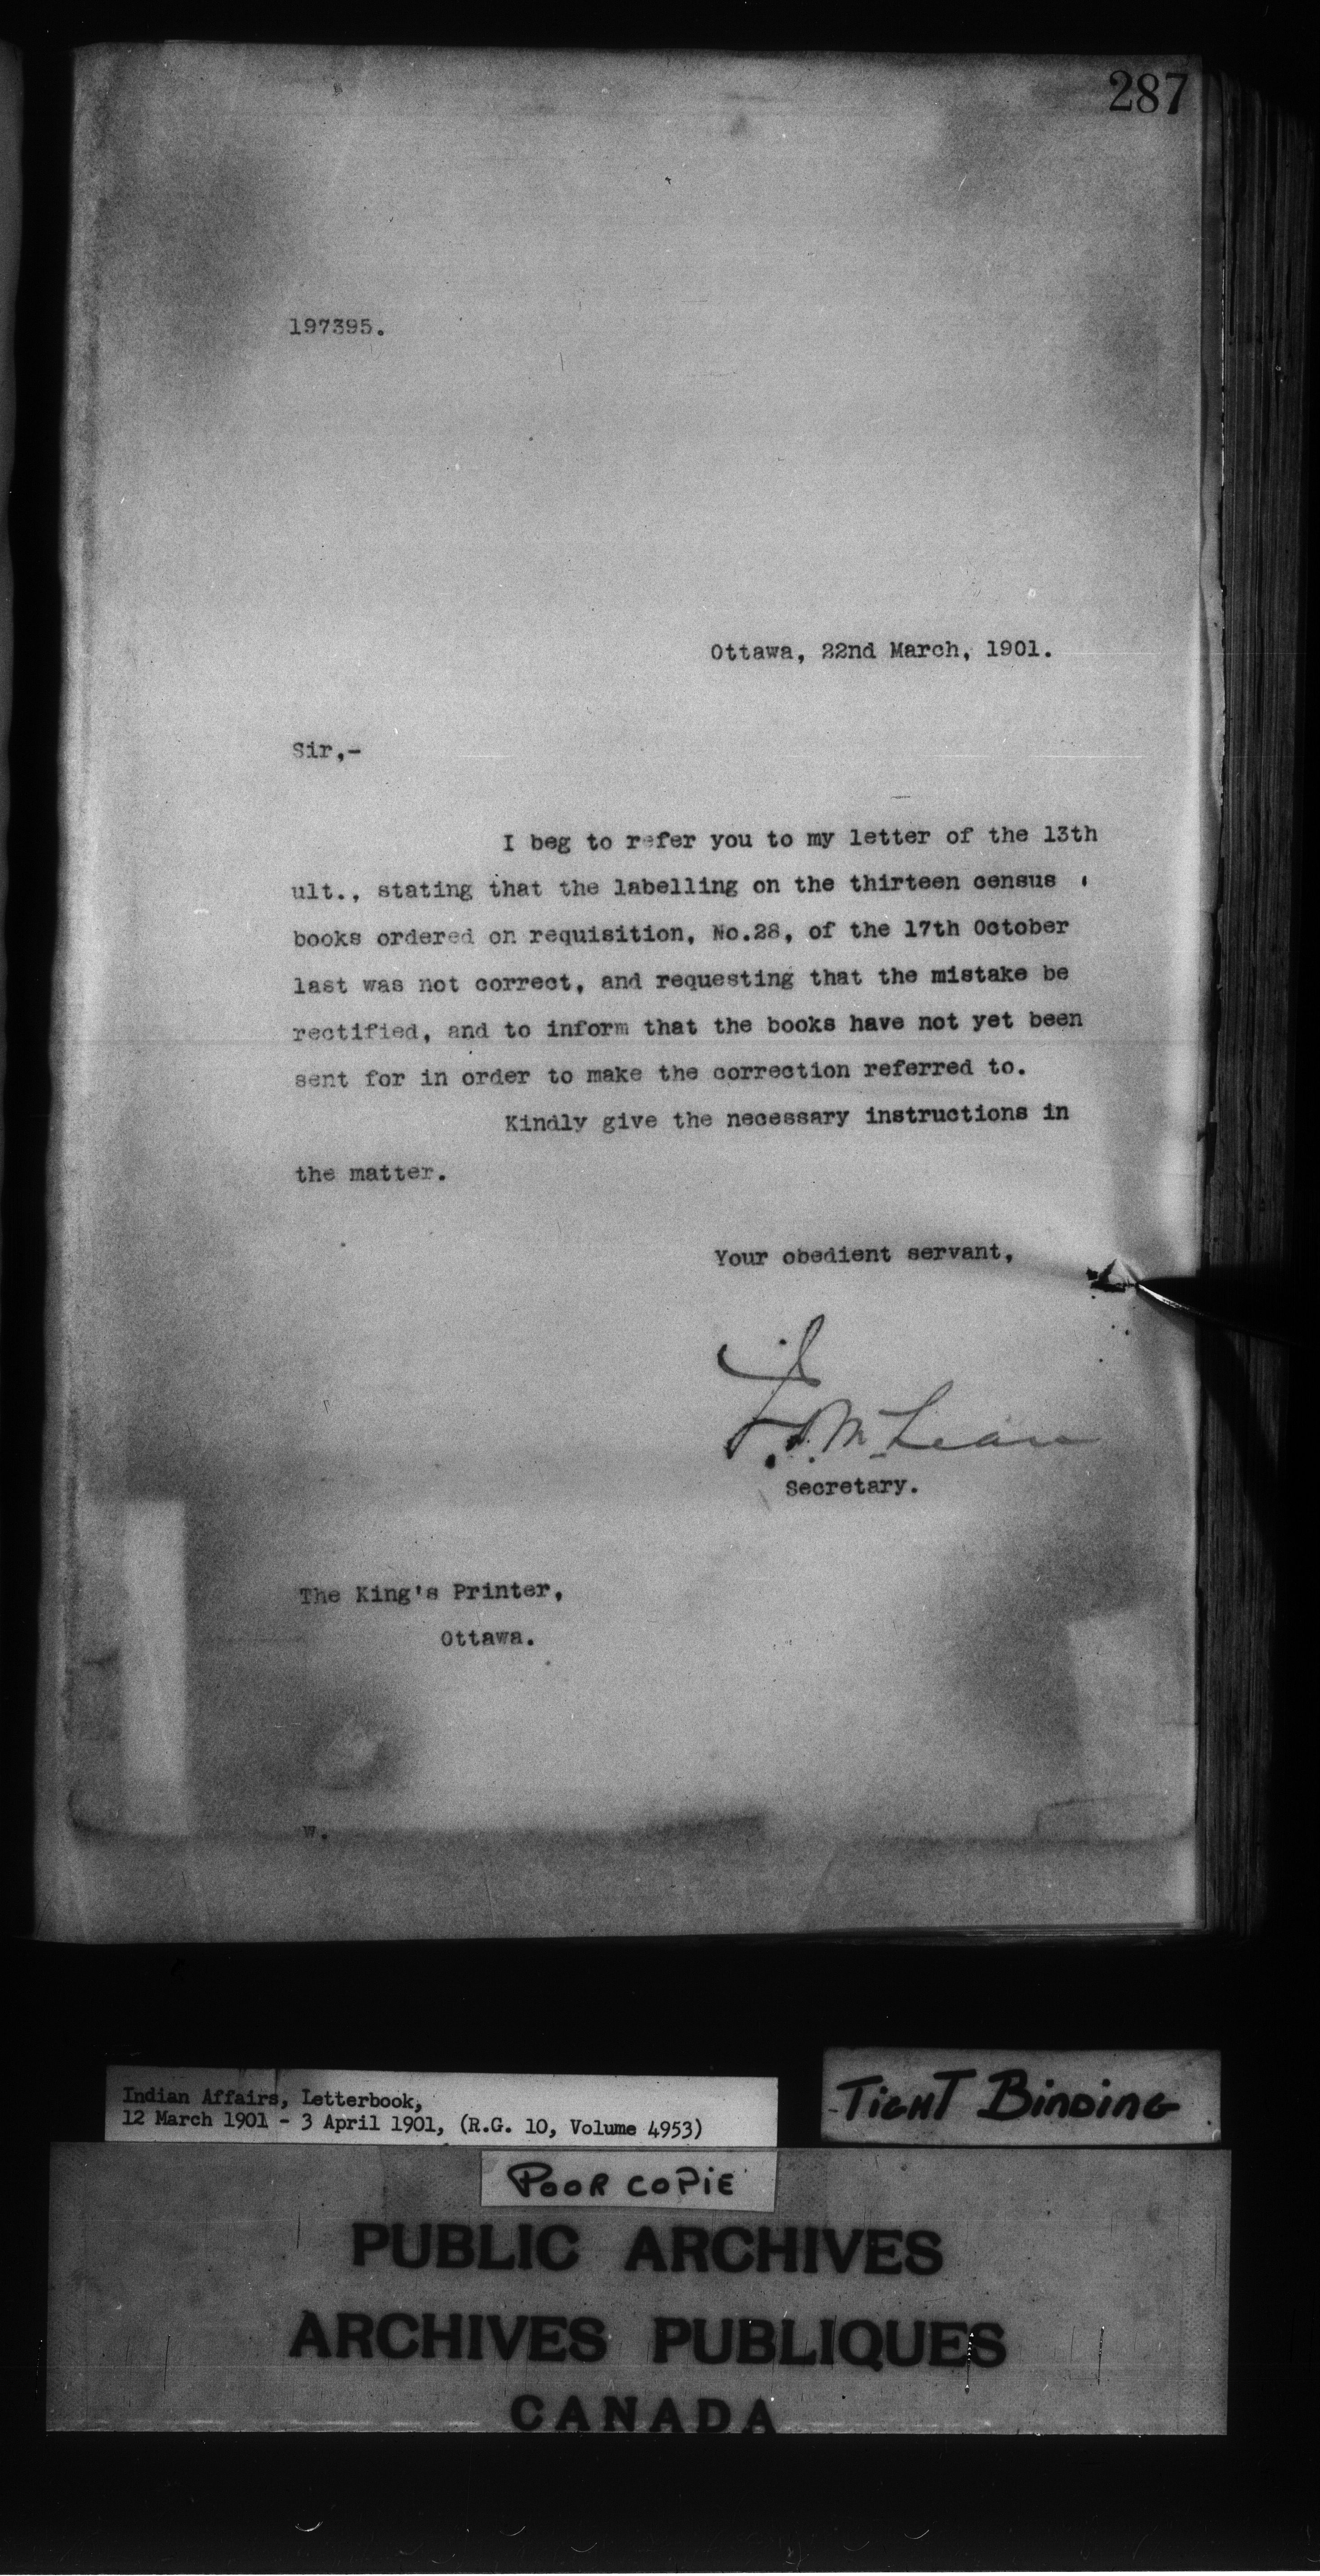 287
197395.
Ottawa, 22nd March, 1901.
Sir,-
I beg to refer you to my letter of the 13th
ult., stating that the labelling on the thirteen census
books ordered on requisition, No.28, of the 17th October
last was not correct, and requesting that the mistake be
rectified, and to inform that the books have not yet been
sent for in order to make the correction referred to.
Kindly give the necessary instructions in
the matter.
Your obedient servant,
McLean
Secretary.
The King's Printer,
Ottawa.
W.
Indian Affairs, Letterbook,
12 March 1901 - 3 April 1901, (R.G. 10, Volume 4953)
TIGHT BINDING
POOR COPIE
PUBLIC ARCHIVES
ARCHIVES PUBLIQUES
CANADA